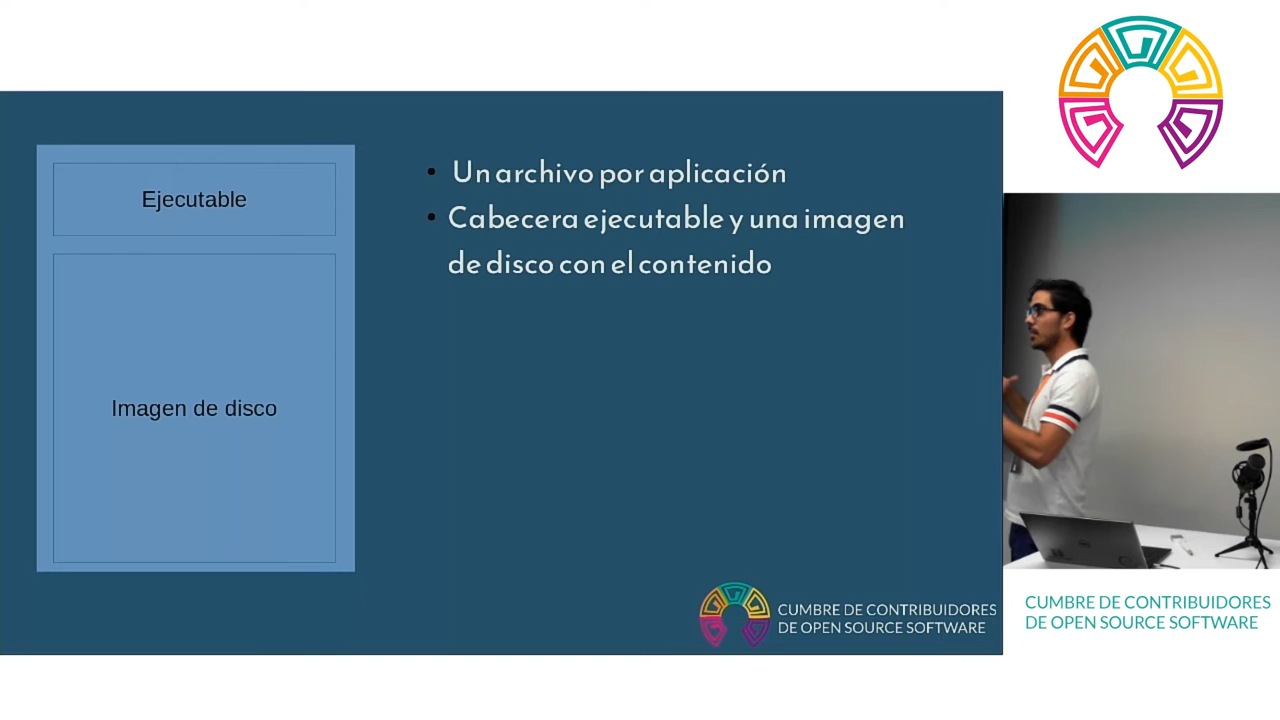 Ejecutable
Imagen de disco
Un archivo por aplicación
Cabecera ejecutable y una imagen
de disco con el contenido
CUMBRE DE CONTRIBUIDORES
DE OPEN SOURCE SOFTWARE
CUMBRE DE CONTRIBUIDORES
DE OPEN SOURCE SOFTWARE